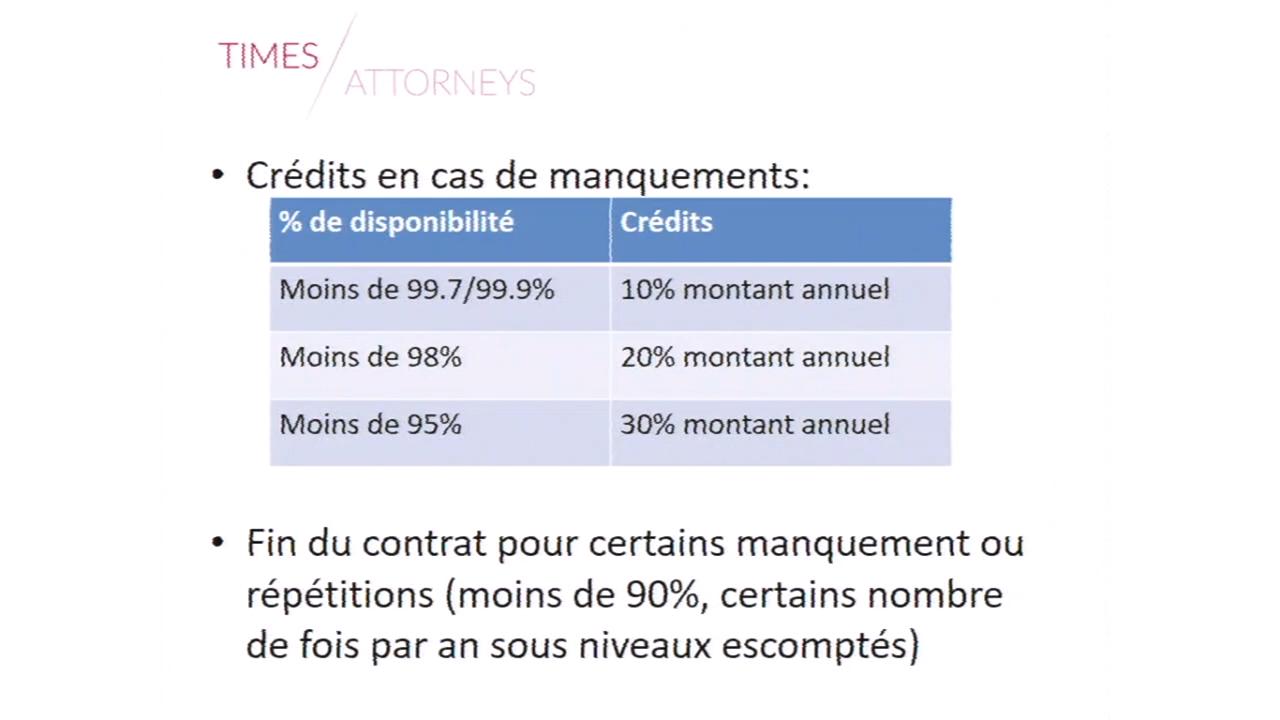 TIMES
ATTORNEYS
• Crédits en cas de manquements:
% de disponibilité Crédits
Moins de 99.7/99.9% 10% montant annuel
Moins de 98% 20% montant annuel
Moins de 95% 30% montant annuel
• Fin du contrat pour certains manquement ou
répétitions (moins de 90%, certains nombre
de fois par an sous niveaux escomptés)